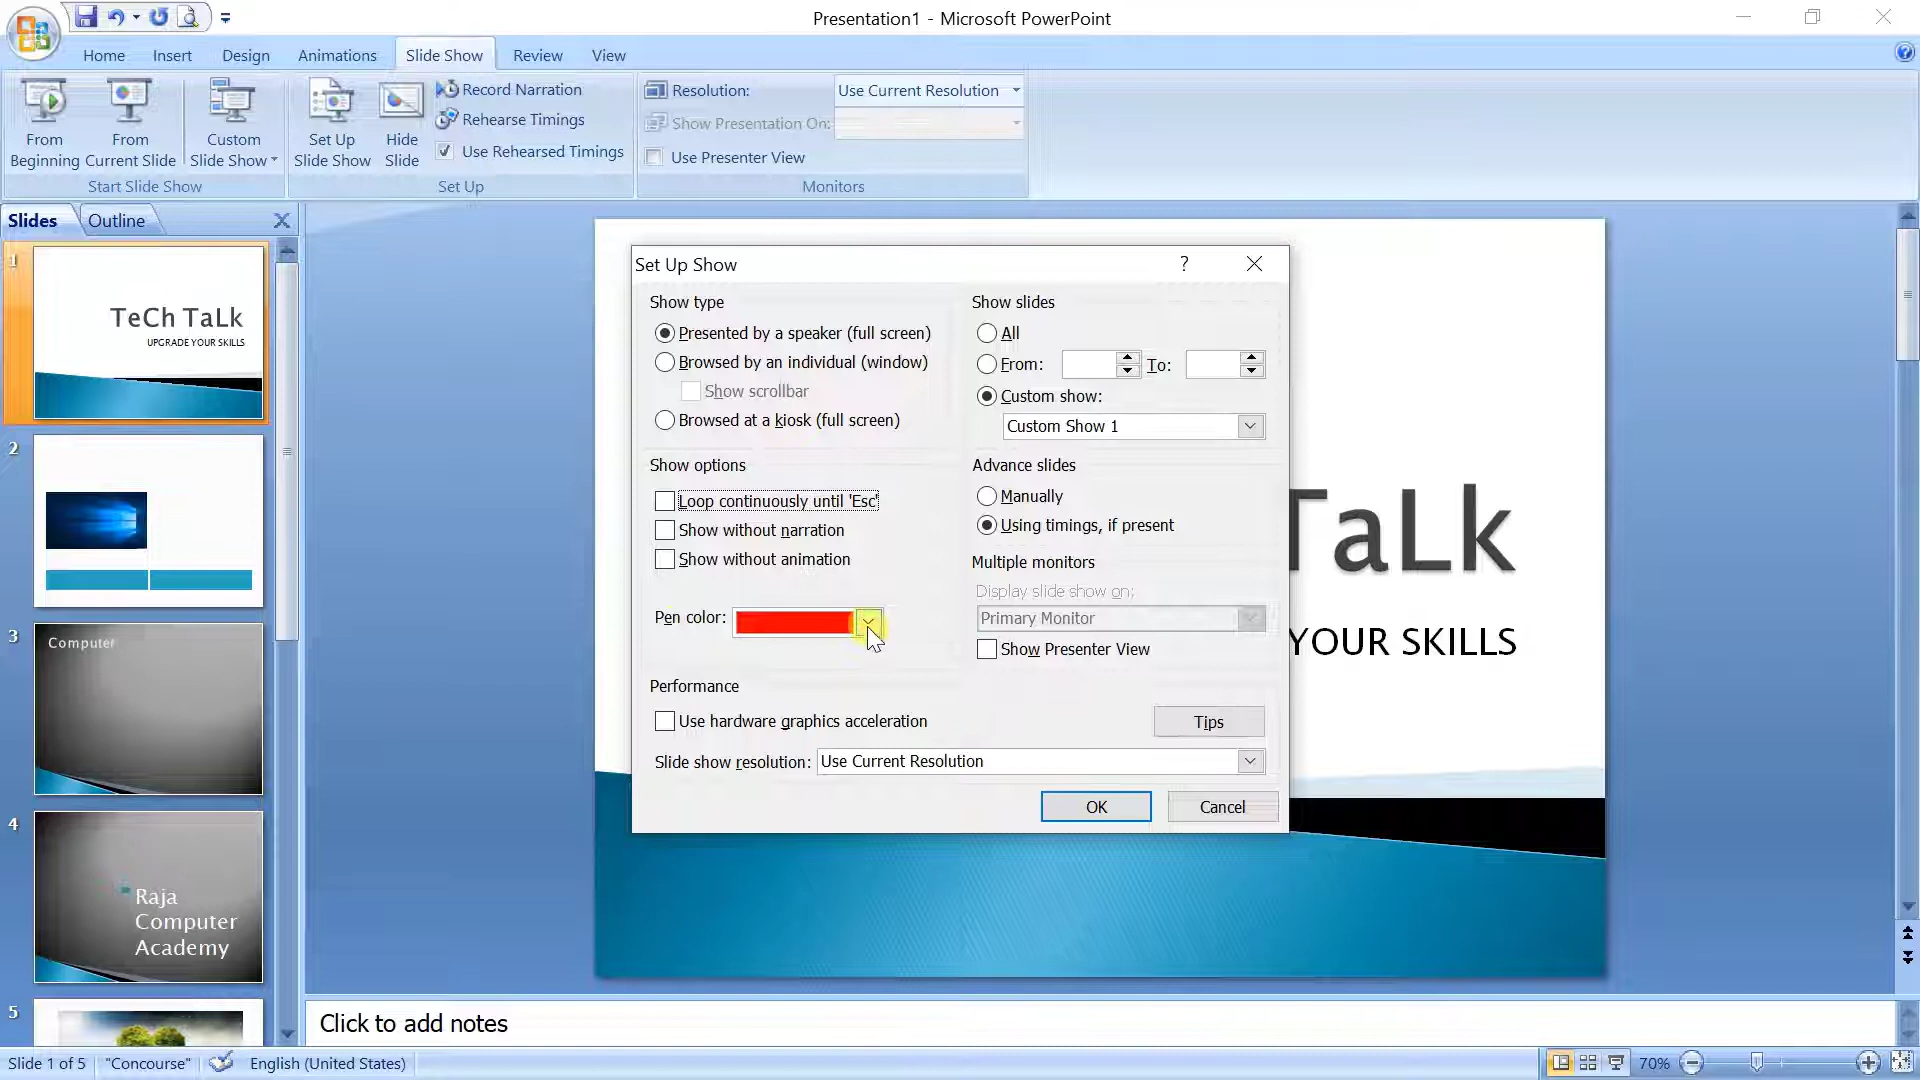 Presentation1 - Microsoft PowerPoint
Home Insert Design Animations Slide Show Review View
From Beginning
From Current Slide
Custom Slide Show
Start Slide Show
Set Up Slide Show
Hide Slide
Record Narration
Rehearse Timings
Use Rehearsed Timings
Set Up
Resolution: Use Current Resolution
Show Presentation On:
Use Presenter View
Monitors
Slides Outline
1
TeCh TaLk
UPGRADE YOUR SKILLS
2
3
Computer
4
Raja
Computer
Academy
5
Set Up Show ?
Show type
Presented by a speaker (full screen)
Browsed by an individual (window)
Show scrollbar
Browsed at a kiosk (full screen)
Show options
Loop continuously until 'Esc'
Show without narration
Show without animation
Pen color:
Show slides
All
From: To:
Custom show:
Custom Show 1
Advance slides
Manually
Using timings, if present
Multiple monitors
Display slide show on:
Primary Monitor
Show Presenter View
Performance
Use hardware graphics acceleration
Tips
Slide show resolution: Use Current Resolution
OK Cancel
TaLk
YOUR SKILLS
Click to add notes
Slide 1 of 5 "Concourse" English (United States) 70%